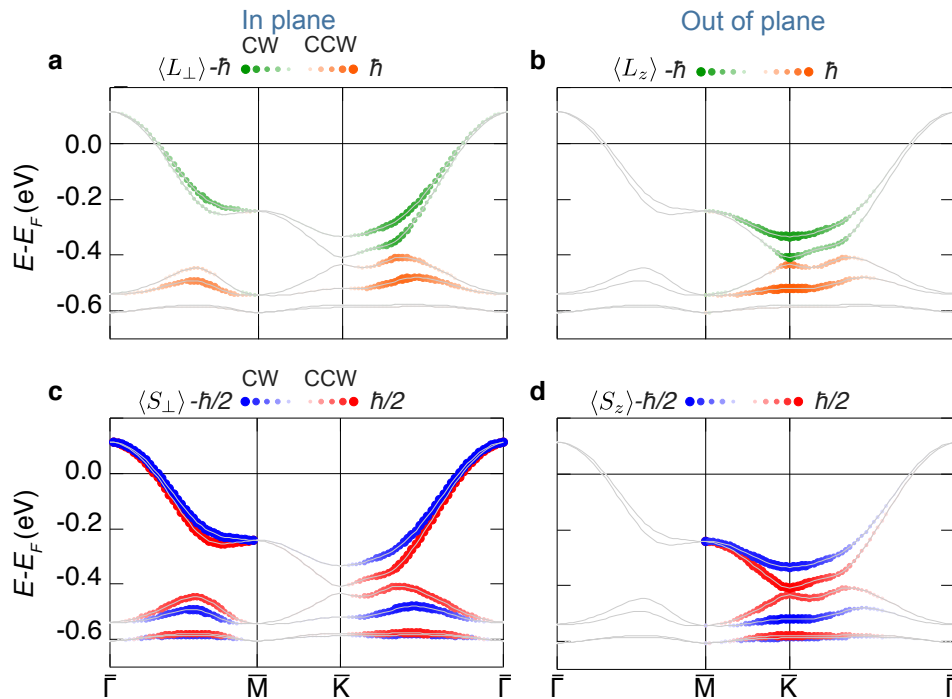 In plane Out of plane
a CW CCW b
⟨L⊥⟩ -ħ ħ ⟨Lz⟩ -ħ ħ
0.0
-0.2
-0.4
-0.6
E-EF (eV)
c CW CCW d
⟨S⊥⟩ -ħ/2 ħ/2 ⟨Sz⟩ -ħ/2 ħ/2
0.0
-0.2
-0.4
-0.6
E-EF (eV)
Γ̄ M̄ K̄ Γ̄ Γ̄ M̄ K̄ Γ̄